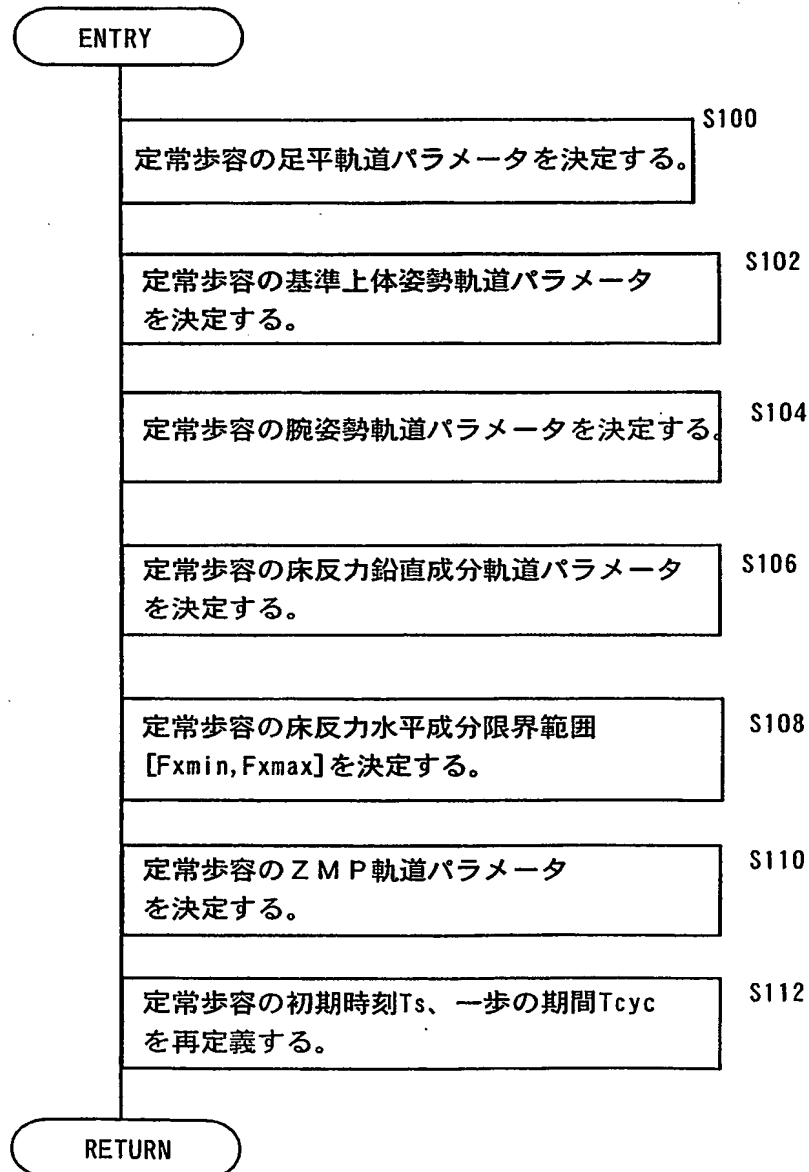 ENTRY
S100
定常歩容の足平軌道パラメータを決定する。
S102
定常歩容の基準上体姿勢軌道パラメータ
を決定する。
S104
定常歩容の腕姿勢軌道パラメータを決定する。
S106
定常歩容の床反力鉛直成分軌道パラメータ
を決定する。
S108
定常歩容の床反力水平成分限界範囲
[Fxmin,Fxmax]を決定する。
S110
定常歩容のＺＭＰ軌道パラメータ
を決定する。
S112
定常歩容の初期時刻Ts、一歩の期間Tcyc
を再定義する。
RETURN